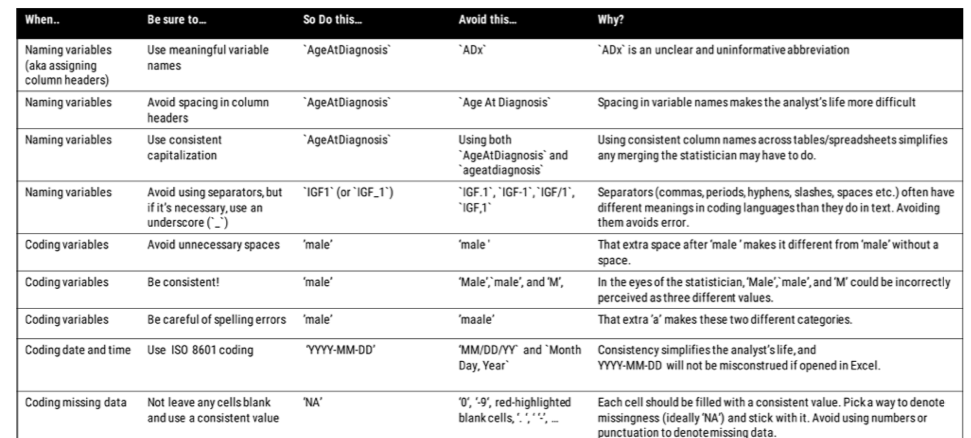 When.. Be sure to… So Do this… Avoid this… Why?
Naming variables Use meaningful variable `AgeAtDiagnosis` `ADx` `ADx` is an unclear and uninformative abbreviation
(aka assigning names
column headers)
Naming variables Avoid spacing in column `AgeAtDiagnosis` `Age At Diagnosis` Spacing in variable names makes the analyst's life more difficult
headers
Naming variables Use consistent `AgeAtDiagnosis` Using both Using consistent column names across tables/spreadsheets simplifies
capitalization `AgeAtDiagnosis` and any merging the statistician may have to do.
`ageatdiagnosis`
Naming variables Avoid using separators, but `IGF1` (or `IGF_1`) `IGF.1`, `IGF-1`, `IGF/1`, Separators (commas, periods, hyphens, slashes, spaces etc.) often have
if it's necessary, use an `IGF,1` different meanings in coding languages than they do in text. Avoiding
underscore (`_`) them avoids error.
Coding variables Avoid unnecessary spaces 'male' 'male ' That extra space after 'male ' makes it different from 'male' without a
space.
Coding variables Be consistent! 'male' 'Male', `male', and 'M', In the eyes of the statistician, 'Male', `male', and 'M' could be incorrectly
perceived as three different values.
Coding variables Be careful of spelling errors 'male' 'maale' That extra 'a' makes these two different categories.
Coding date and time Use ISO 8601 coding 'YYYY-MM-DD' 'MM/DD/YY` and `Month Consistency simplifies the analyst's life, and
Day, Year` YYYY-MM-DD will not be misconstrued if opened in Excel.
Coding missing data Not leave any cells blank 'NA' '0', '-9', red-highlighted Each cell should be filled with a consistent value. Pick a way to denote
and use a consistent value blank cells, '. ', ' '-', … missingness (ideally 'NA') and stick with it. Avoid using numbers or
punctuation to denote missing data.